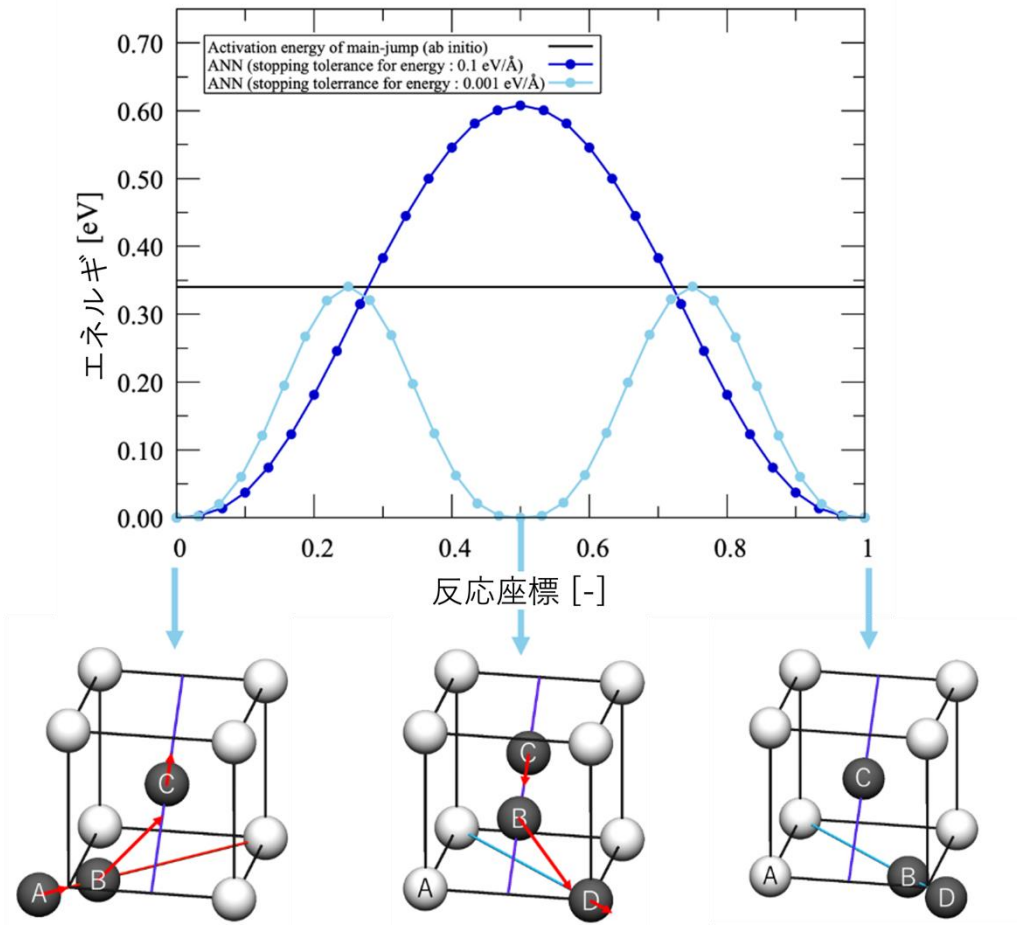 0.70
0.60
0.50
0.40
0.30
0.20
0.10
0.00
エネルギ [eV]
Activation energy of main-jump (ab initio)
ANN (stopping tolerance for energy : 0.1 eV/Å)
ANN (stopping tolerrance for energy : 0.001 eV/Å)
0 0.2 0.4 0.6 0.8 1
反応座標 [-]
C
A B
C
B
A D
C
A B D